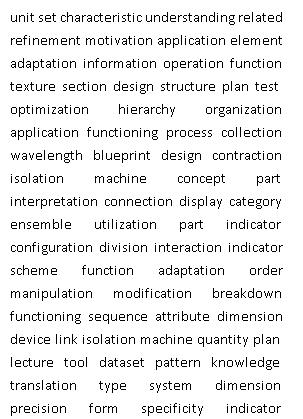 unit set characteristic understanding related
refinement motivation application element
adaptation information operation function
texture section design structure plan test
optimization hierarchy organization
application functioning process collection
wavelength blueprint design contraction
isolation machine concept part
interpretation connection display category
ensemble utilization part indicator
configuration division interaction indicator
scheme function adaptation order
manipulation modification breakdown
functioning sequence attribute dimension
device link isolation machine quantity plan
lecture tool dataset pattern knowledge
translation type system dimension
precision form specificity indicator